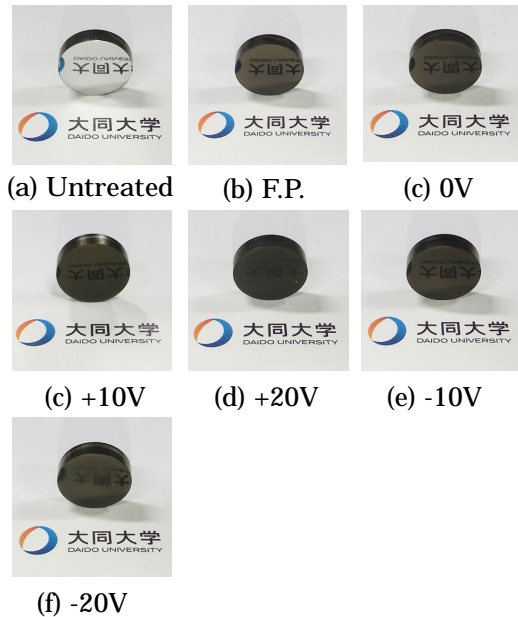 大同大学
DAIDO UNIVERSITY
大同大学
DAIDO UNIVERSITY
大同大学
DAIDO UNIVERSITY
(a) Untreated
(b) F.P.
(c) 0V
大同大学
DAIDO UNIVERSITY
大同大学
DAIDO UNIVERSITY
大同大学
DAIDO UNIVERSITY
(c) +10V
(d) +20V
(e) -10V
大同大学
DAIDO UNIVERSITY
(f) -20V